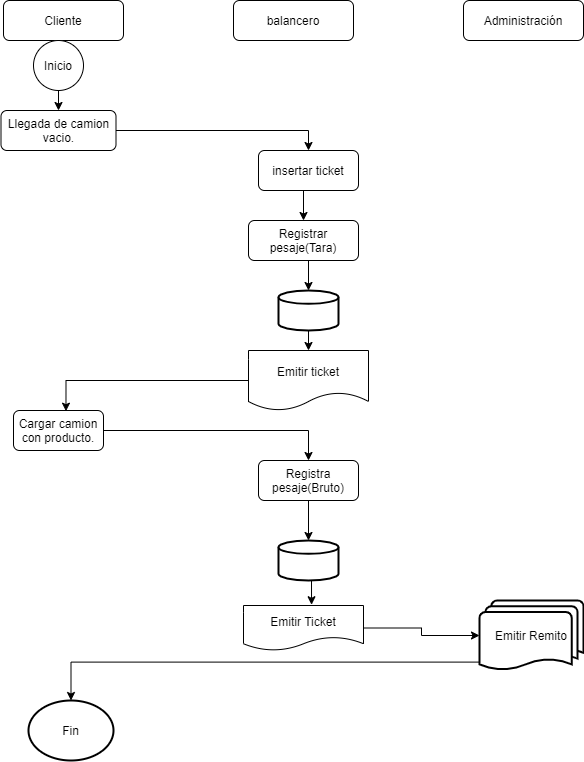 Cliente
balancero
Administración
Inicio
Llegada de camion
vacio.
insertar ticket
Registrar
pesaje(Tara)
Emitir ticket
Cargar camion
con producto.
Registra
pesaje(Bruto)
Emitir Ticket
Emitir Remito
Fin